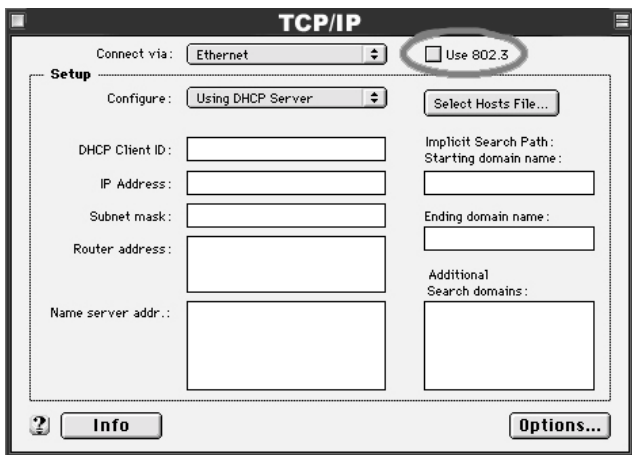 TCP/IP
Connect via: Ethernet
Use 802.3
Setup
Configure: Using DHCP Server
Select Hosts File...
DHCP Client ID:
IP Address:
Subnet mask:
Router address:
Name server addr.:
Implicit Search Path:
Starting domain name:
Ending domain name:
Additional
Search domains:
?
Info
Options...